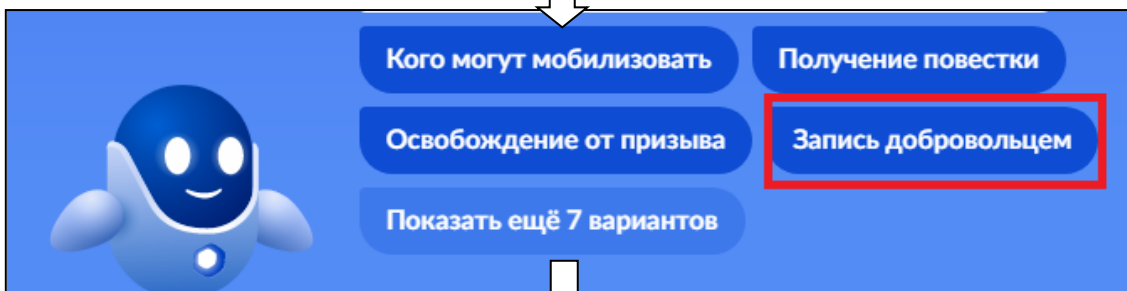 Кого могут мобилизовать
Получение повестки
Освобождение от призыва
Запись добровольцем
Показать ещё 7 вариантов